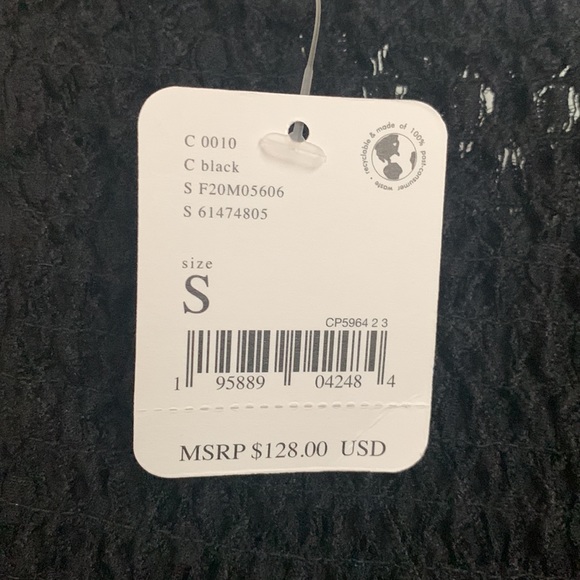 C 0010
C black
S F20M05606
S 61474805
recyclable & made of 100% post-consumer waste •
size
S
CP5964 2 3
1 95889 04248 4
MSRP $128.00 USD